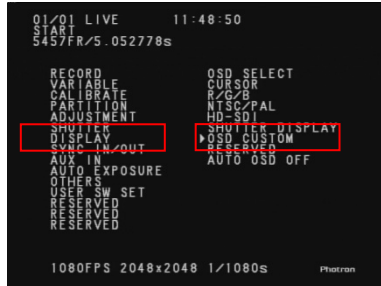 01/01 LIVE 11:48:50
START
5457FR/5.052778s
RECORD OSD SELECT
VARIABLE CURSOR
CALIBRATE R/G/B
PARTITION NTSC/PAL
ADJUSTMENT HD-SDI
SHUTTER SHUTTER DISPLAY
DISPLAY ▶OSD CUSTOM
SYNC IN/OUT RESERVED
AUX IN AUTO OSD OFF
AUTO EXPOSURE
OTHERS
USER SW SET
RESERVED
RESERVED
RESERVED
1080FPS 2048x2048 1/1080s Photron